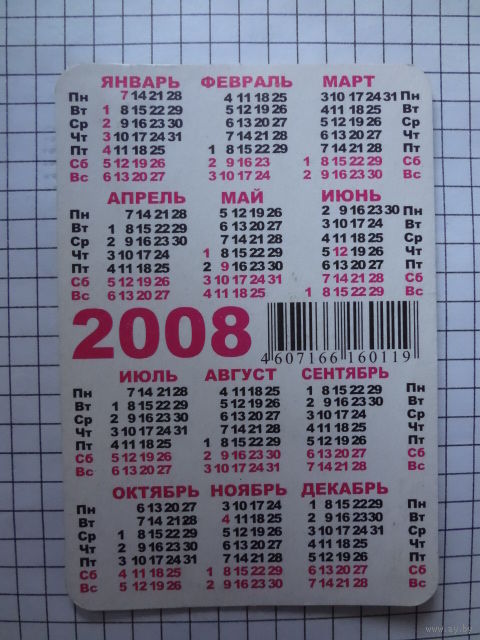 ЯНВАРЬ ФЕВРАЛЬ МАРТ
Пн 7 14 21 28 4 11 18 25 3 10 17 24 31 Пн
Вт 1 8 15 22 29 5 12 19 26 4 11 18 25 Вт
Ср 2 9 16 23 30 6 13 20 27 5 12 19 26 Ср
Чт 3 10 17 24 31 7 14 21 28 6 13 20 27 Чт
Пт 4 11 18 25 1 8 15 22 29 7 14 21 28 Пт
Сб 5 12 19 26 2 9 16 23 1 8 15 22 29 Сб
Вс 6 13 20 27 3 10 17 24 2 9 16 23 30 Вс
АПРЕЛЬ МАЙ ИЮНЬ
Пн 7 14 21 28 5 12 19 26 2 9 16 23 30 Пн
Вт 1 8 15 22 29 6 13 20 27 3 10 17 24 Вт
Ср 2 9 16 23 30 7 14 21 28 4 11 18 25 Ср
Чт 3 10 17 24 1 8 15 22 29 5 12 19 26 Чт
Пт 4 11 18 25 2 9 16 23 30 6 13 20 27 Пт
Сб 5 12 19 26 3 10 17 24 31 7 14 21 28 Сб
Вс 6 13 20 27 4 11 18 25 1 8 15 22 29 Вс
2008
4 607166 160119
ИЮЛЬ АВГУСТ СЕНТЯБРЬ
Пн 7 14 21 28 4 11 18 25 1 8 15 22 29 Пн
Вт 1 8 15 22 29 5 12 19 26 2 9 16 23 30 Вт
Ср 2 9 16 23 30 6 13 20 27 3 10 17 24 Ср
Чт 3 10 17 24 31 7 14 21 28 4 11 18 25 Чт
Пт 4 11 18 25 1 8 15 22 29 5 12 19 26 Пт
Сб 5 12 19 26 2 9 16 23 30 6 13 20 27 Сб
Вс 6 13 20 27 3 10 17 24 31 7 14 21 28 Вс
ОКТЯБРЬ НОЯБРЬ ДЕКАБРЬ
Пн 6 13 20 27 3 10 17 24 1 8 15 22 29 Пн
Вт 7 14 21 28 4 11 18 25 2 9 16 23 30 Вт
Ср 1 8 15 22 29 5 12 19 26 3 10 17 24 31 Ср
Чт 2 9 16 23 30 6 13 20 27 4 11 18 25 Чт
Пт 3 10 17 24 31 7 14 21 28 5 12 19 26 Пт
Сб 4 11 18 25 1 8 15 22 29 6 13 20 27 Сб
Вс 5 12 19 26 2 9 16 23 30 7 14 21 28 Вс
www.ay.by